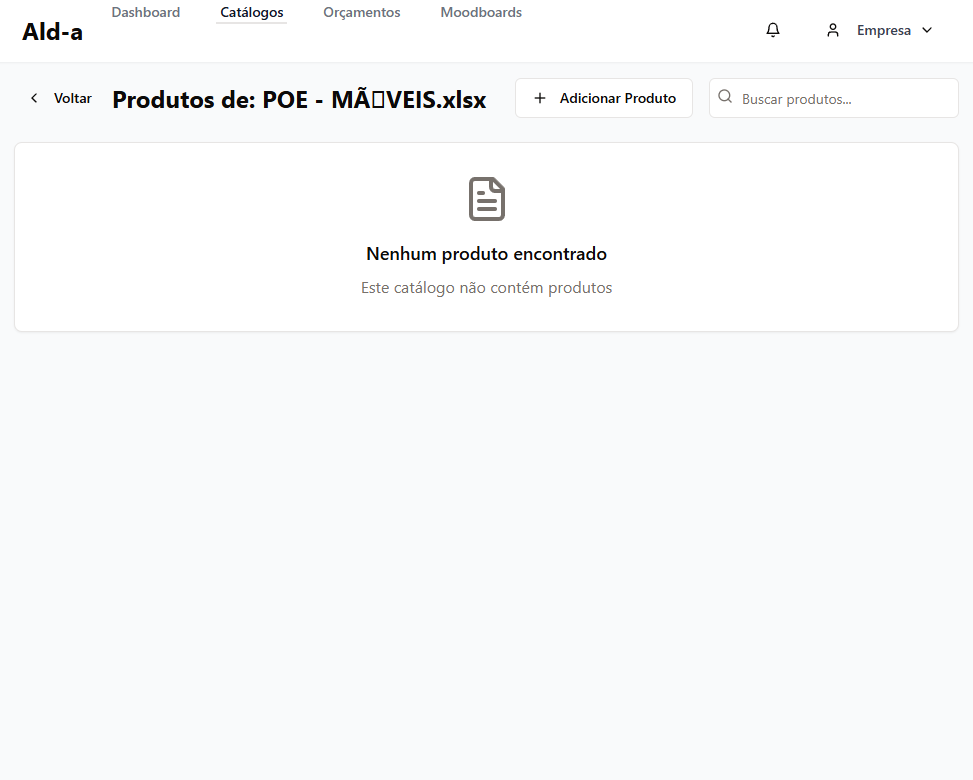 Dashboard
Catálogos
Orçamentos
Moodboards
Ald-a
Empresa
Voltar
Produtos de: POE - MÃ▯VEIS.xlsx
Adicionar Produto
Buscar produtos...
Nenhum produto encontrado
Este catálogo não contém produtos